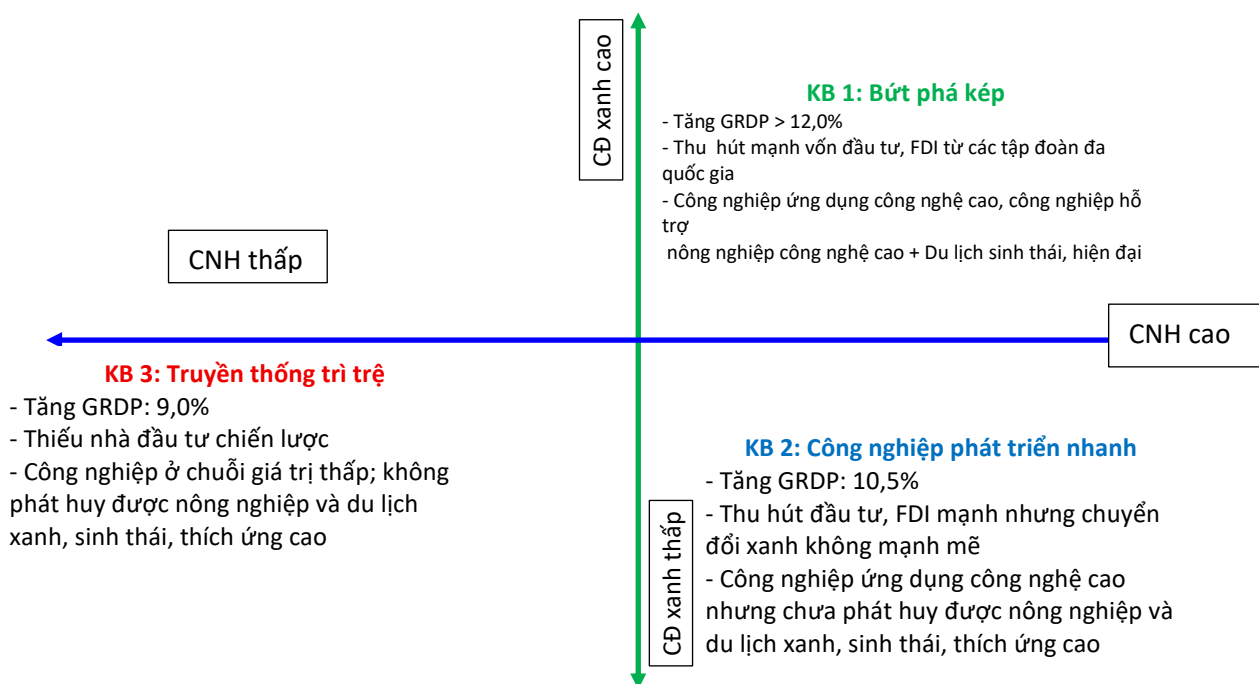 CĐ xanh cao
KB 1: Bứt phá kép
- Tăng GRDP > 12,0%
- Thu hút mạnh vốn đầu tư, FDI từ các tập đoàn đa
quốc gia
- Công nghiệp ứng dụng công nghệ cao, công nghiệp hỗ
trợ
nông nghiệp công nghệ cao + Du lịch sinh thái, hiện đại
CNH thấp
CNH cao
KB 3: Truyền thống trì trệ
- Tăng GRDP: 9,0%
- Thiếu nhà đầu tư chiến lược
- Công nghiệp ở chuỗi giá trị thấp; không
phát huy được nông nghiệp và du lịch
xanh, sinh thái, thích ứng cao
KB 2: Công nghiệp phát triển nhanh
- Tăng GRDP: 10,5%
- Thu hút đầu tư, FDI mạnh nhưng chuyển
đổi xanh không mạnh mẽ
- Công nghiệp ứng dụng công nghệ cao
nhưng chưa phát huy được nông nghiệp và
du lịch xanh, sinh thái, thích ứng cao
CĐ xanh thấp